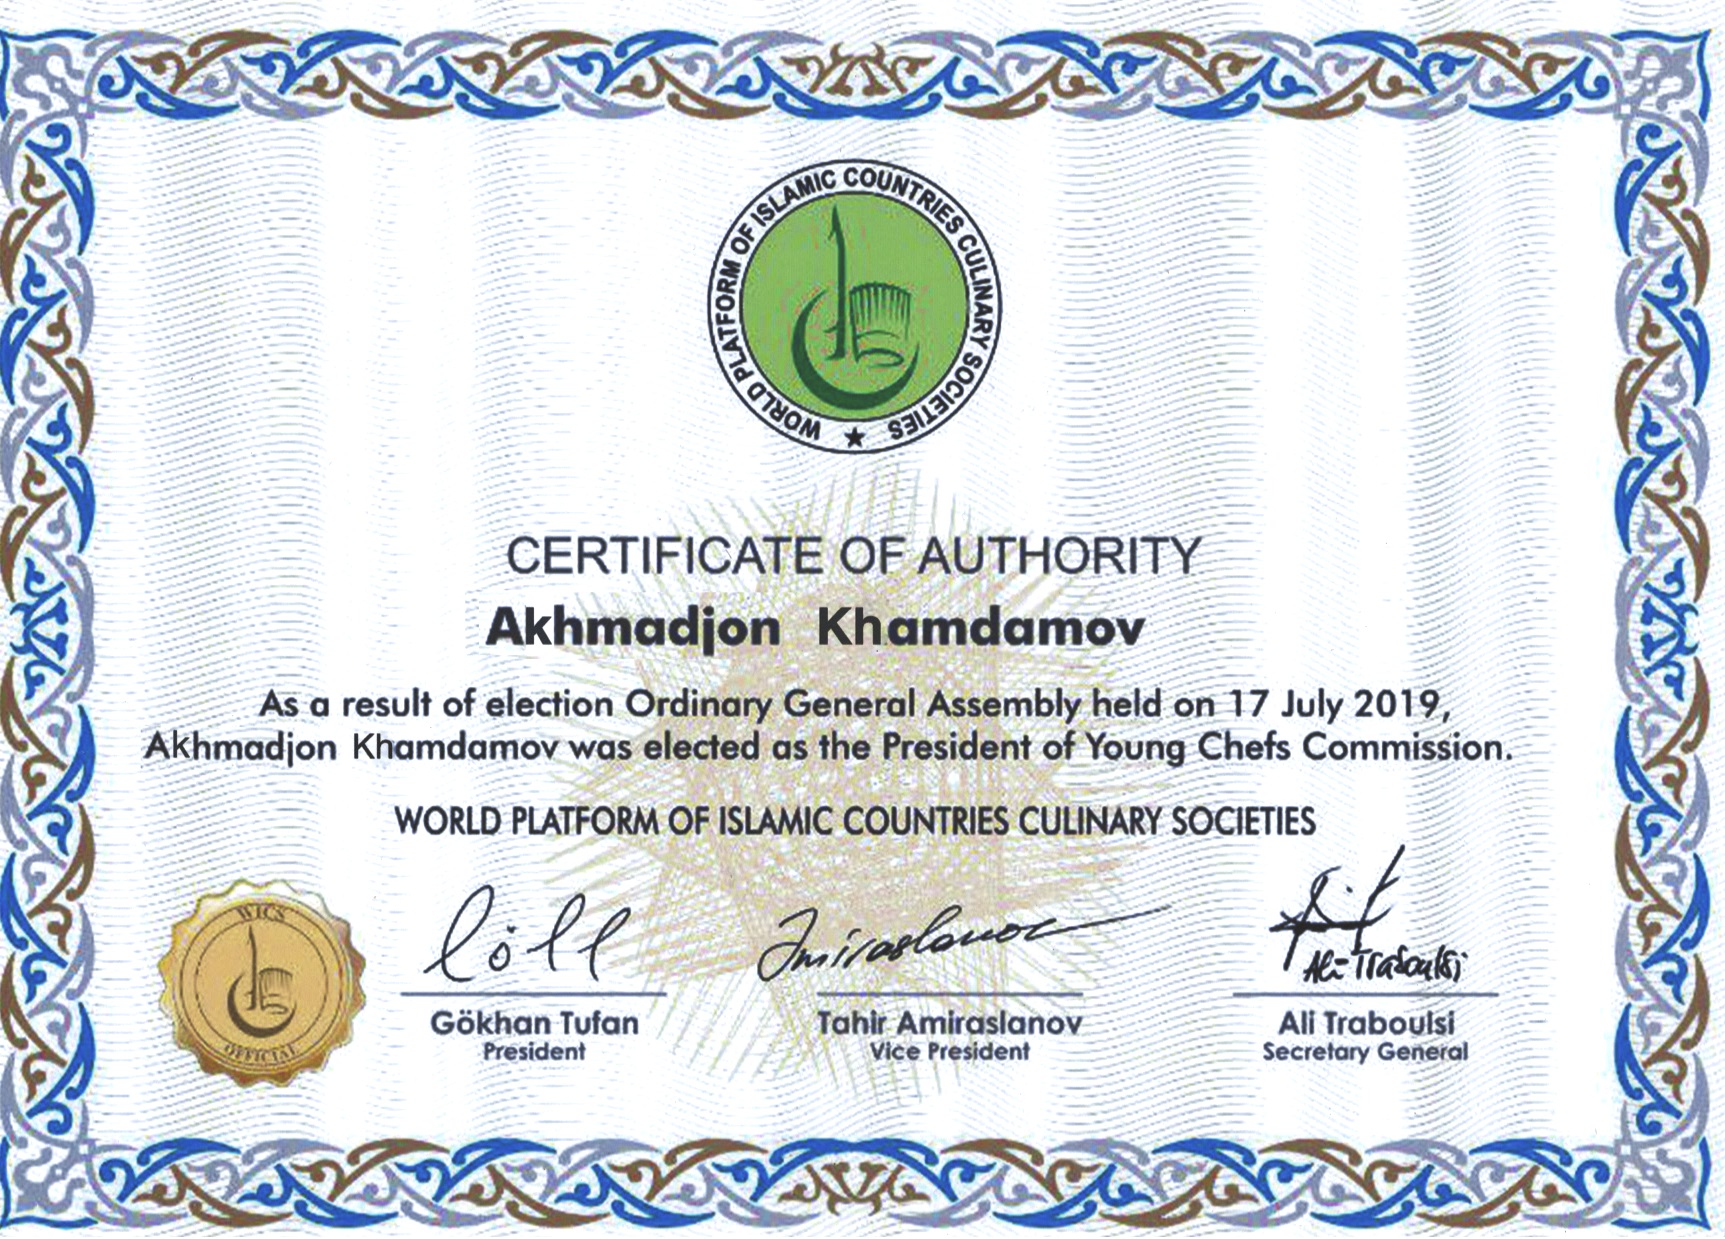 WORLD PLATFORM OF ISLAMIC COUNTRIES CULINARY SOCIETIES
CERTIFICATE OF AUTHORITY
Akhmadjon Khamdamov
As a result of election Ordinary General Assembly held on 17 July 2019,
Akhmadjon Khamdamov was elected as the President of Young Chefs Commission.
WORLD PLATFORM OF ISLAMIC COUNTRIES CULINARY SOCIETIES
WICS
OFFICIAL
Amiraslanov
Ali Traboulsi
Gökhan Tufan
President
Tahir Amiraslanov
Vice President
Ali Traboulsi
Secretary General